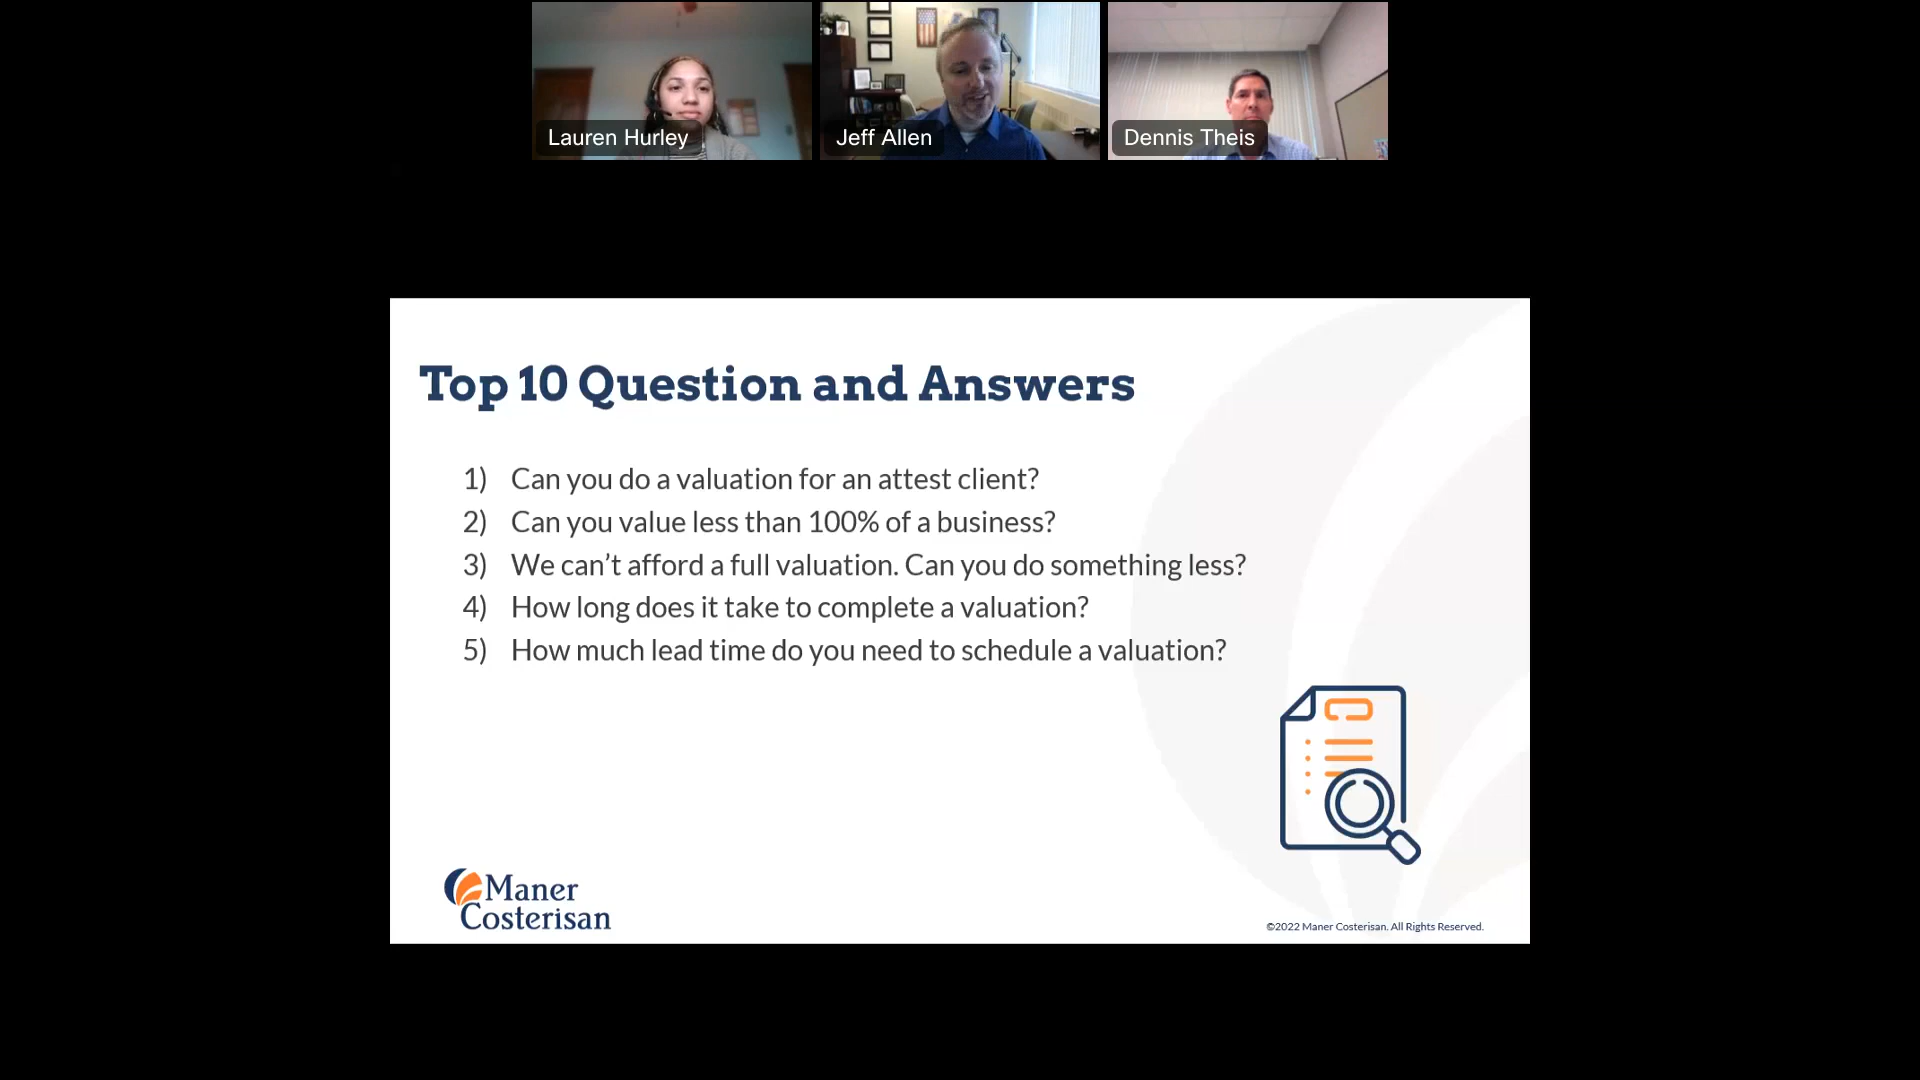 Lauren Hurley
Jeff Allen
Dennis Theis
Top 10 Question and Answers
1) Can you do a valuation for an attest client?
2) Can you value less than 100% of a business?
3) We can’t afford a full valuation. Can you do something less?
4) How long does it take to complete a valuation?
5) How much lead time do you need to schedule a valuation?
Maner
Costerisan
©2022 Maner Costerisan. All Rights Reserved.